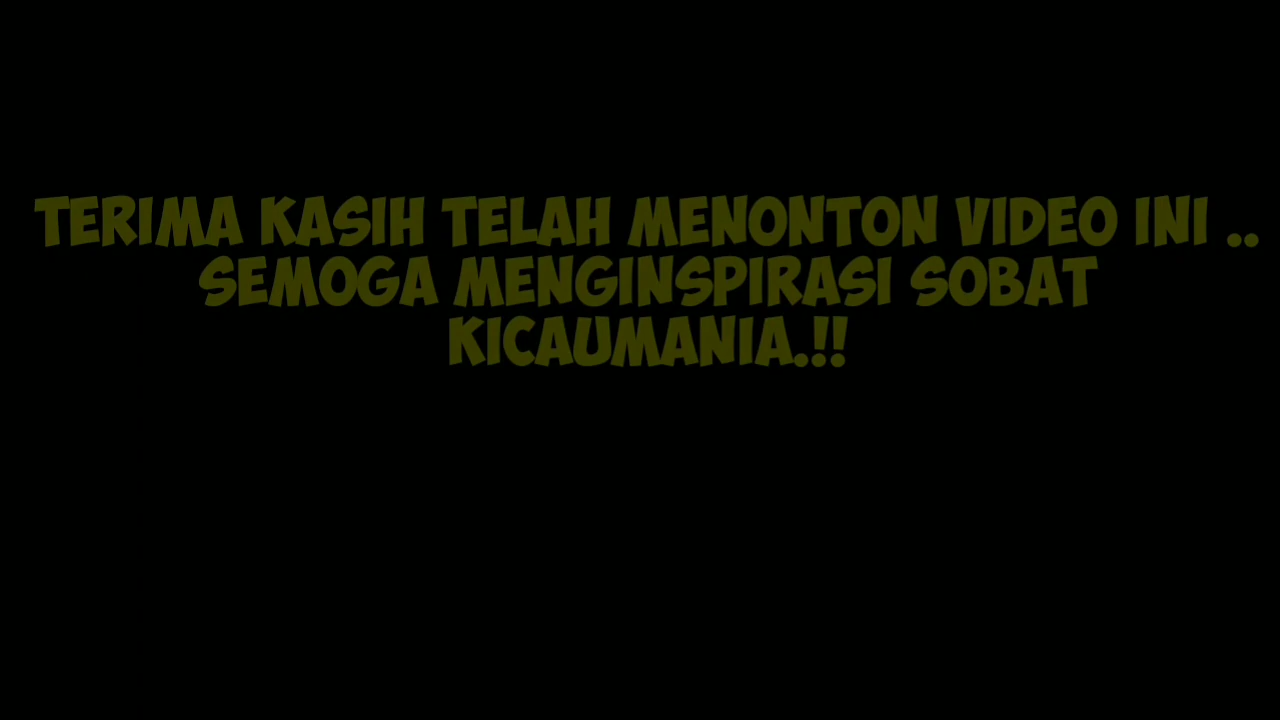 TERIMA KASIH TELAH MENONTON VIDEO INI ..
SEMOGA MENGINSPIRASI SOBAT
KICAUMANIA.!!